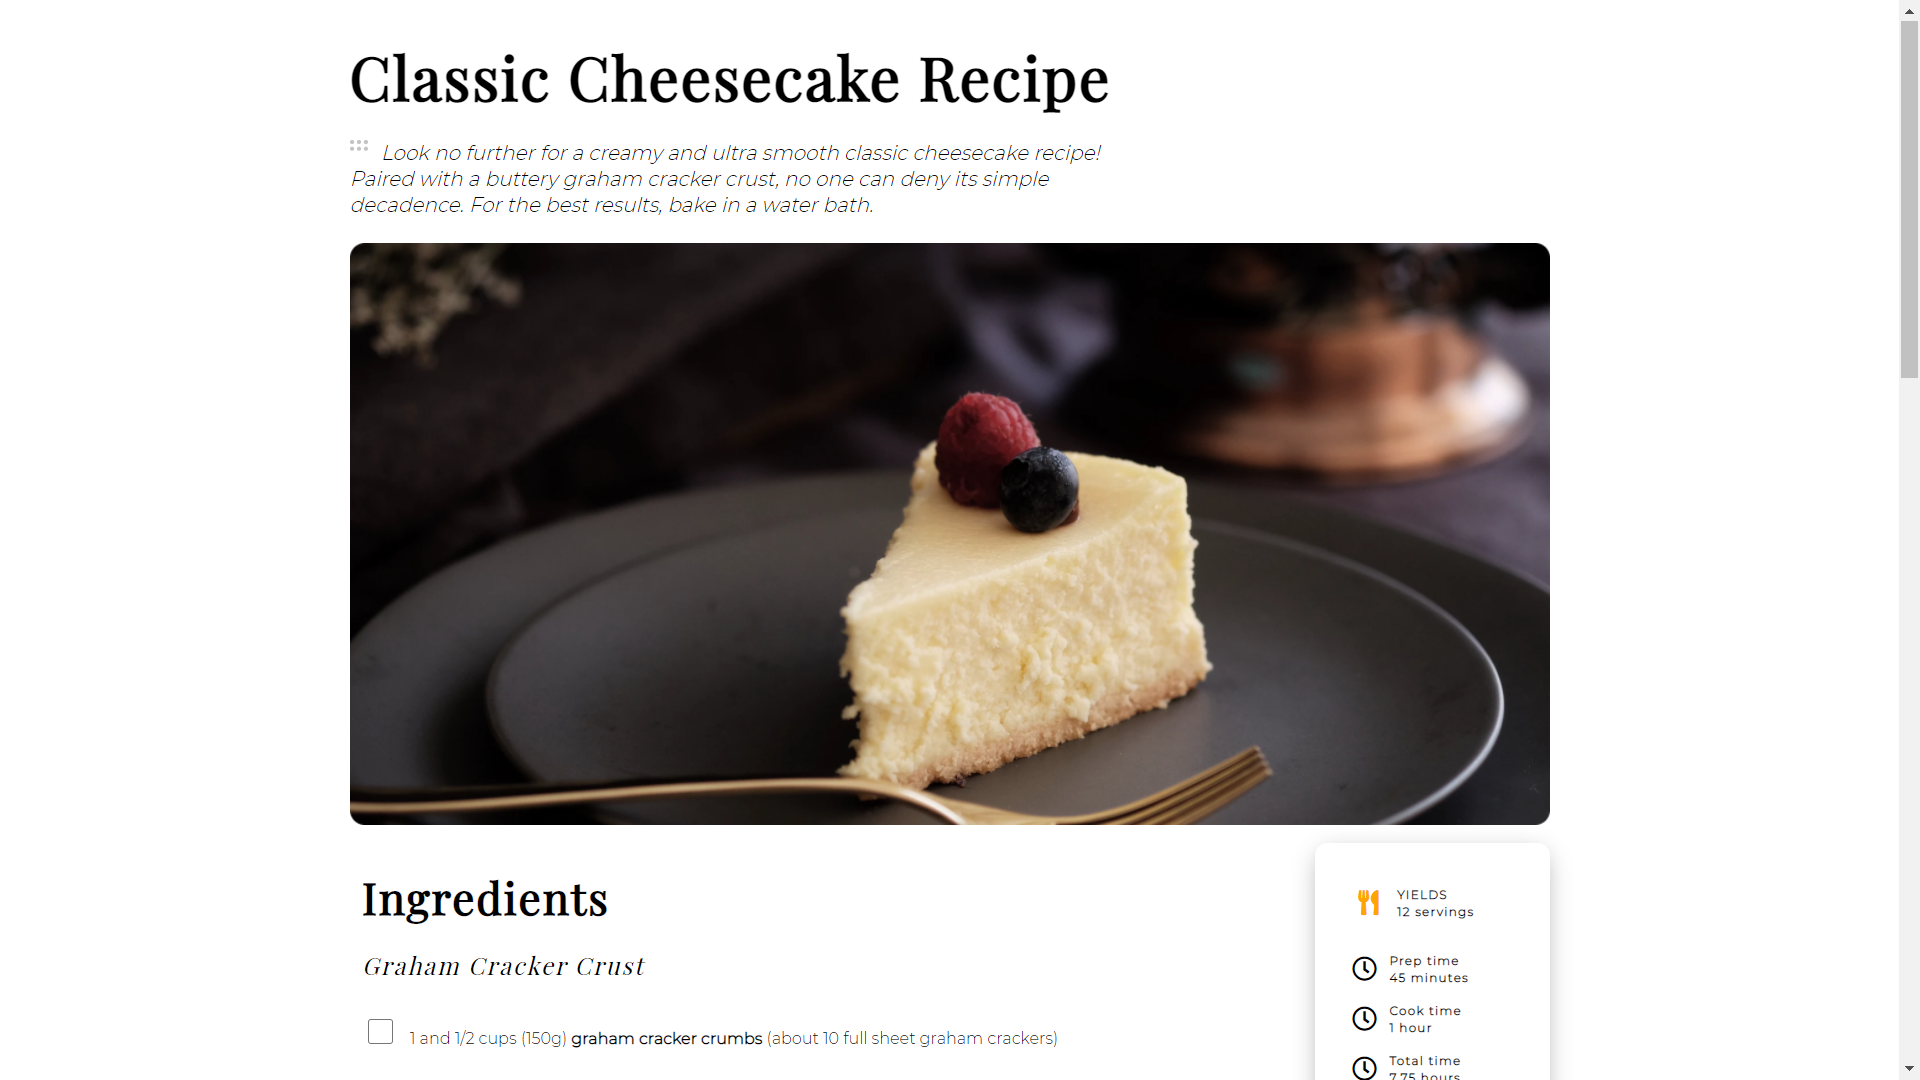 Classic Cheesecake Recipe
Look no further for a creamy and ultra smooth classic cheesecake recipe!
Paired with a buttery graham cracker crust, no one can deny its simple
decadence. For the best results, bake in a water bath.
Ingredients
Graham Cracker Crust
1 and 1/2 cups (150g) graham cracker crumbs (about 10 full sheet graham crackers)
YIELDS
12 servings
Prep time
45 minutes
Cook time
1 hour
Total time
7.75 hours